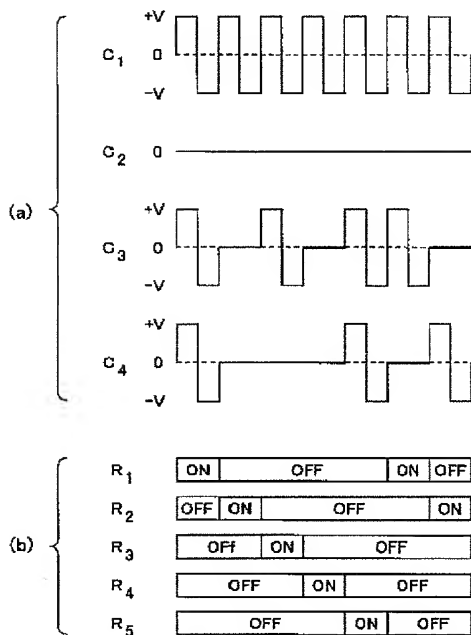 +V
C1 0
-V
C2 0
(a)
+V
C3 0
-V
+V
C4 0
-V
R1 ON OFF ON OFF
R2 OFF ON OFF ON
(b)
R3 OFf ON OFF
R4 OFF ON OFF
R5 OFF ON OFF